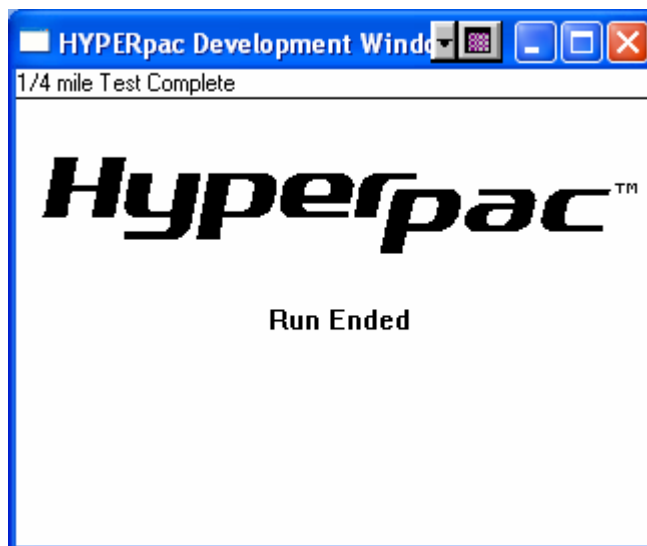 HYPERpac Development Windo
1/4 mile Test Complete
Hyperpac™
Run Ended